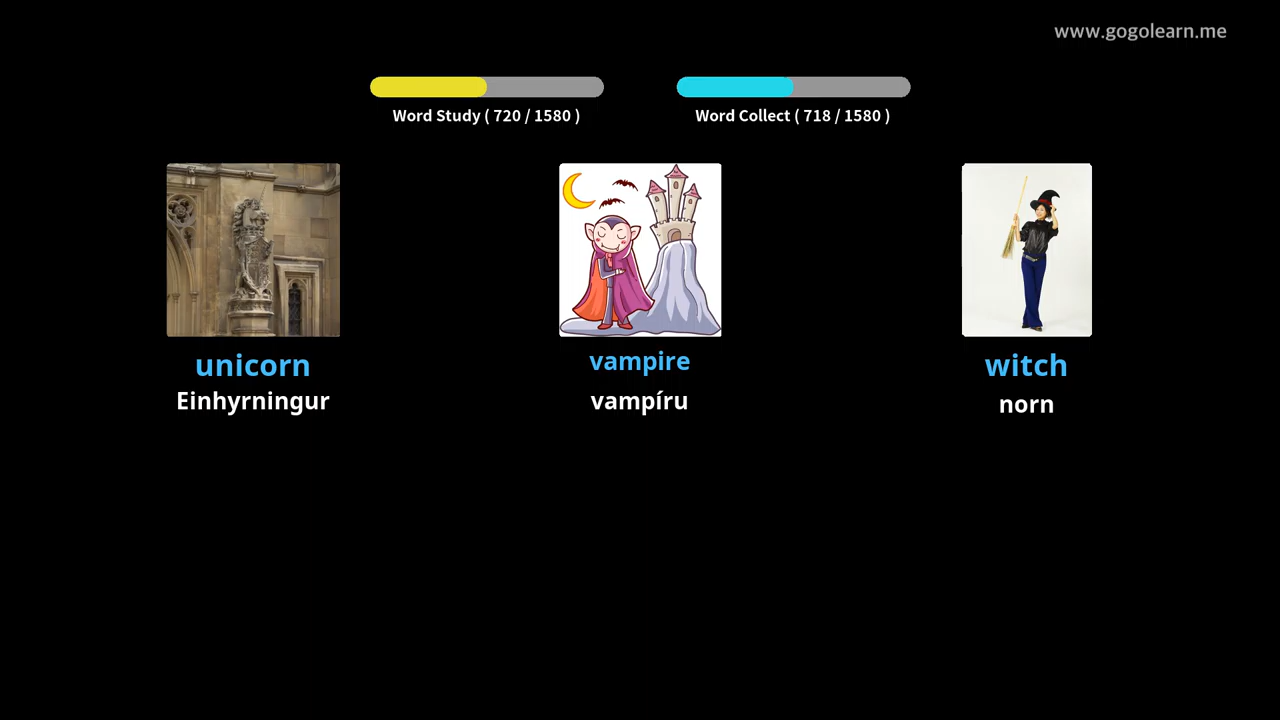 www.gogolearn.me
Word Study ( 720 / 1580 )
Word Collect ( 718 / 1580 )
unicorn
vampire
witch
Einhyrningur
vampíru
norn